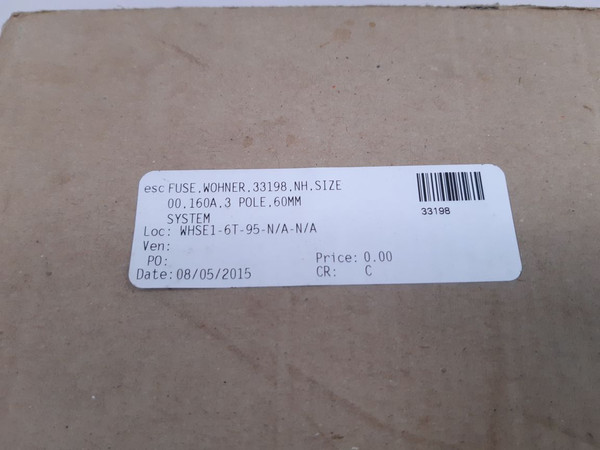 esc FUSE,WOHNER,33198,NH,SIZE
00,160A,3 POLE,60MM
SYSTEM
33198
Loc: WHSE1-6T-95-N/A-N/A
Ven:
PO:
Price: 0.00
Date: 08/05/2015
CR: C